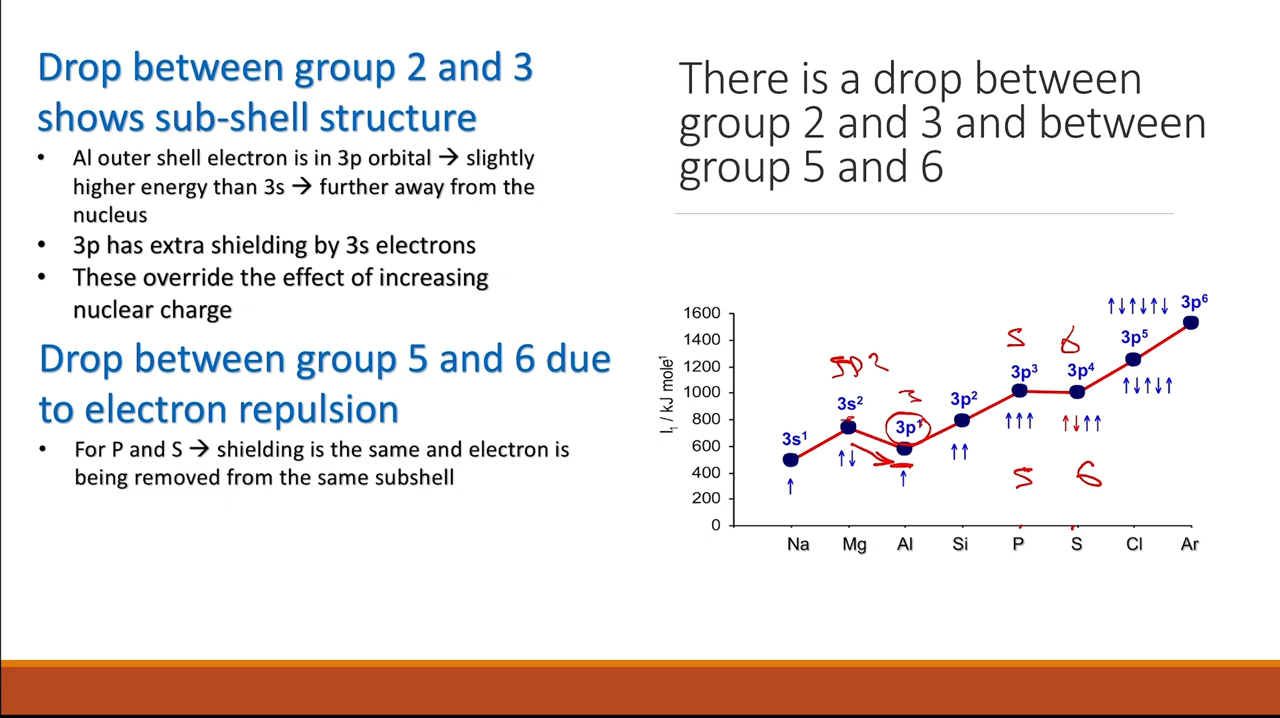 Drop between group 2 and 3
shows sub-shell structure
• Al outer shell electron is in 3p orbital → slightly
higher energy than 3s → further away from the
nucleus
• 3p has extra shielding by 3s electrons
• These override the effect of increasing
nuclear charge
Drop between group 5 and 6 due
to electron repulsion
• For P and S → shielding is the same and electron is
being removed from the same subshell
There is a drop between
group 2 and 3 and between
group 5 and 6
I₁ / kJ mole¹
1600
1400
1200
1000
800
600
400
200
0
3s¹
↑
3s²
↑↓
3
3p¹
↑
3p²
↑↑
5
3p³
↑↑↑
5
6
3p⁴
↑↓↑↑
6
3p⁵
↑↓↑↓↑
↑↓↑↓↑↓
3p⁶
Na Mg Al Si P S Cl Ar